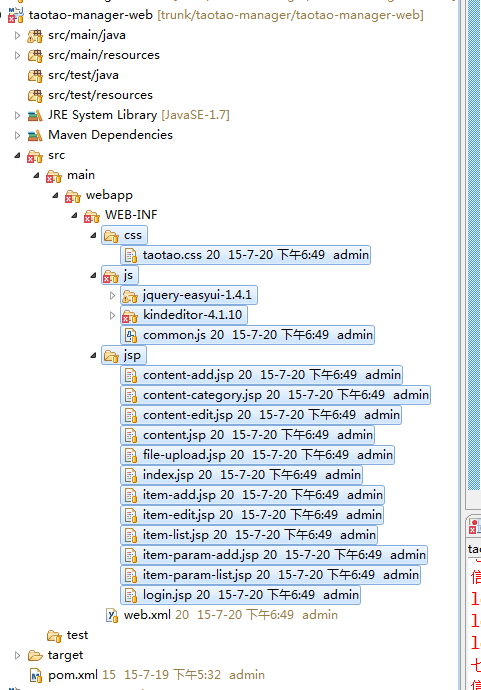 taotao-manager-web [trunk/taotao-manager/taotao-manager-web]
src/main/java
src/main/resources
src/test/java
src/test/resources
JRE System Library [JavaSE-1.7]
Maven Dependencies
src
main
webapp
WEB-INF
css
taotao.css 20 15-7-20 下午6:49 admin
js
jquery-easyui-1.4.1
kindeditor-4.1.10
common.js 20 15-7-20 下午6:49 admin
jsp
content-add.jsp 20 15-7-20 下午6:49 admin
content-category.jsp 20 15-7-20 下午6:49 admin
content-edit.jsp 20 15-7-20 下午6:49 admin
content.jsp 20 15-7-20 下午6:49 admin
file-upload.jsp 20 15-7-20 下午6:49 admin
index.jsp 20 15-7-20 下午6:49 admin
item-add.jsp 20 15-7-20 下午6:49 admin
item-edit.jsp 20 15-7-20 下午6:49 admin
item-list.jsp 20 15-7-20 下午6:49 admin
item-param-add.jsp 20 15-7-20 下午6:49 admin
item-param-list.jsp 20 15-7-20 下午6:49 admin
login.jsp 20 15-7-20 下午6:49 admin
web.xml 20 15-7-20 下午6:49 admin
test
target
pom.xml 15 15-7-19 下午5:32 admin